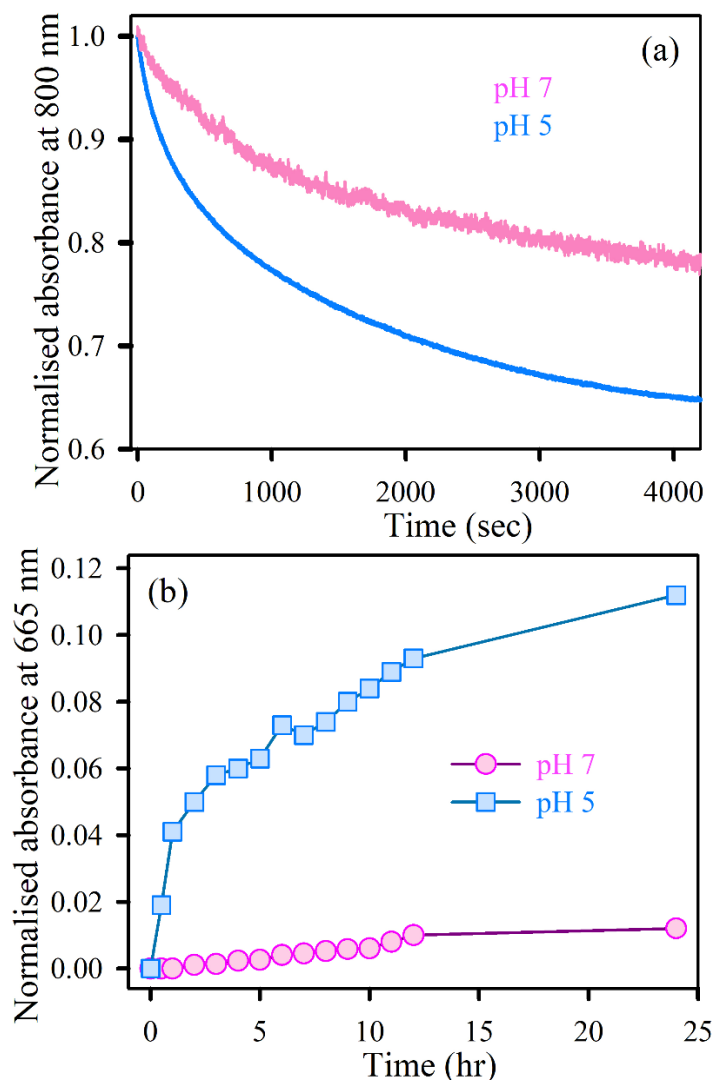 Normalised absorbance at 800 nm
1.0
0.9
0.8
0.7
0.6
(a)
pH 7
pH 5
0 1000 2000 3000 4000
Time (sec)
Normalised absorbance at 665 nm
0.12
0.10
0.08
0.06
0.04
0.02
0.00
(b)
pH 7
pH 5
0 5 10 15 20 25
Time (hr)